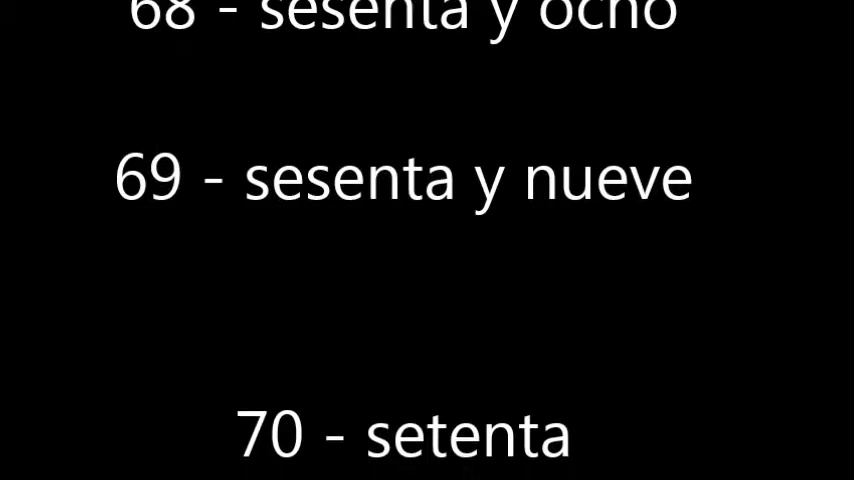 68 - sesenta y ocho
69 - sesenta y nueve
70 - setenta